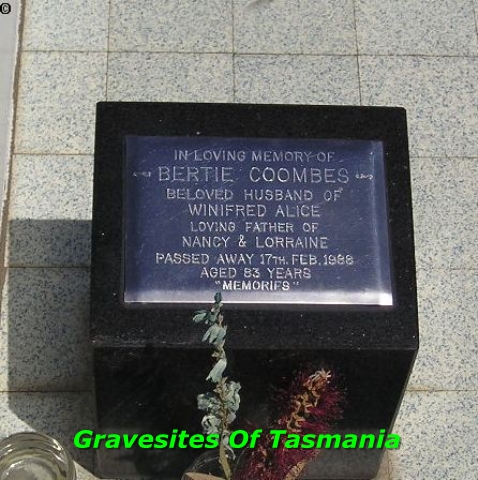 ©
IN LOVING MEMORY OF
BERTIE COOMBES
BELOVED HUSBAND OF
WINIFRED ALICE
LOVING FATHER OF
NANCY & LORRAINE
PASSED AWAY 17TH. FEB. 1988
AGED 83 YEARS
"MEMORIES"
Gravesites Of Tasmania